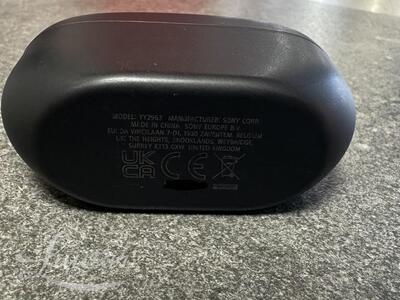 MODEL: YY2963 MANUFACTURER: SONY CORP.
MADE IN CHINA SONY EUROPE B.V.
EU: DA VINCILAAN 7-D1, 1930 ZAVENTEM, BELGIUM
UK: THE HEIGHTS, BROOKLANDS, WEYBRIDGE,
SURREY KT13 0XW, UNITED KINGDOM
UK
CA CE